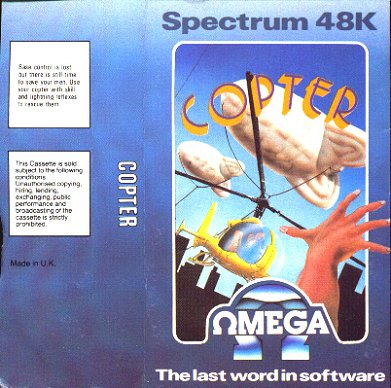 Base control is lost
but there is still time
to save your men. Use
your copter with skill
and lightning reflexes
to rescue them.
This Cassette is sold
subject to the following
conditions.
Unauthorised copying,
hiring, lending,
exchanging, public
performance and
broadcasting of the
cassette is strictly
prohibited.
Made in U.K.
COPTER
Spectrum 48K
COPTER
OMEGA
The last word in software